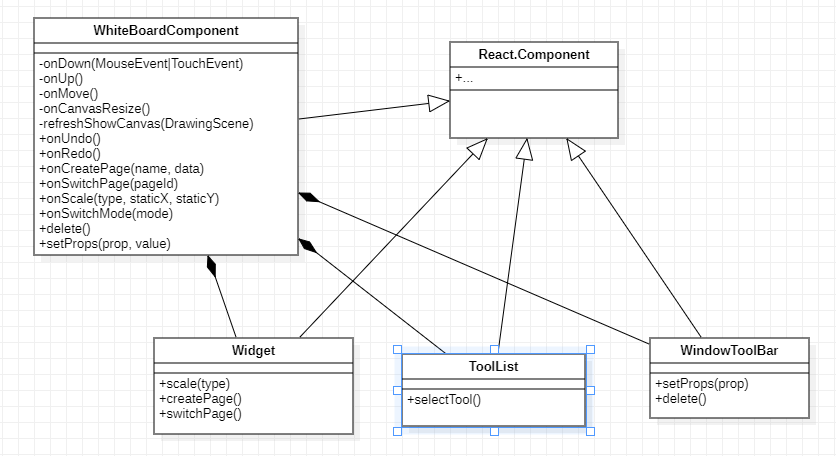 WhiteBoardComponent
-onDown(MouseEvent|TouchEvent)
-onUp()
-onMove()
-onCanvasResize()
-refreshShowCanvas(DrawingScene)
+onUndo()
+onRedo()
+onCreatePage(name, data)
+onSwitchPage(pageId)
+onScale(type, staticX, staticY)
+onSwitchMode(mode)
+delete()
+setProps(prop, value)
React.Component
+...
Widget
+scale(type)
+createPage()
+switchPage()
ToolList
+selectTool()
WindowToolBar
+setProps(prop)
+delete()